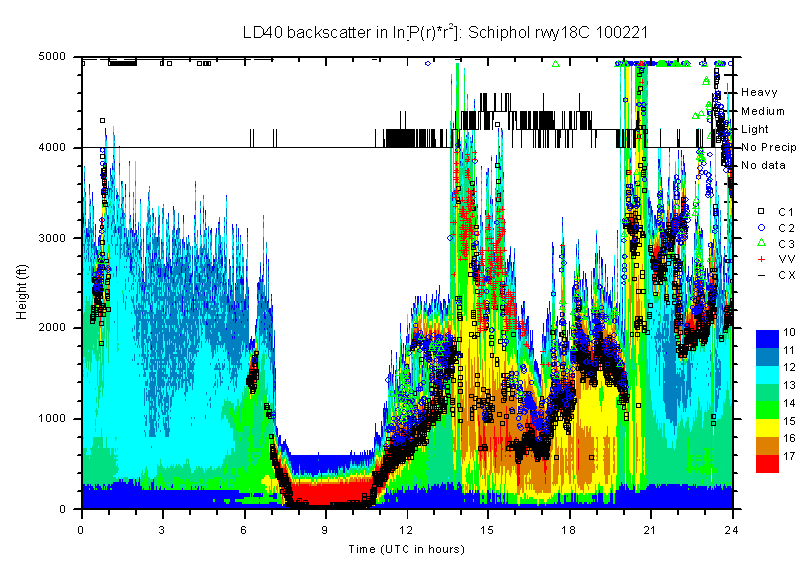 LD40 backscatter in ln[P(r)*r²]: Schiphol rwy18C 100221
5000
4000
3000
2000
1000
0
Height (ft)
0 3 6 9 12 15 18 21 24
Time (UTC in hours)
Heavy
Medium
Light
No Precip
No data
C1
C2
C3
VV
CX
10
11
12
13
14
15
16
17